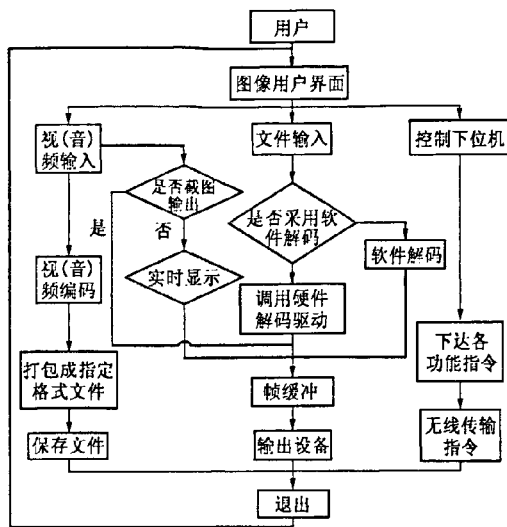 用户
图像用户界面
视(音)
频输入
文件输入
控制下位机
是否截图
输出
是否采用软
件解码
是
否
软件解码
视(音)
频编码
实时显示
调用硬件
解码驱动
打包成指定
格式文件
下达各
功能指令
帧缓冲
保存文件
输出设备
无线传输
指令
退出